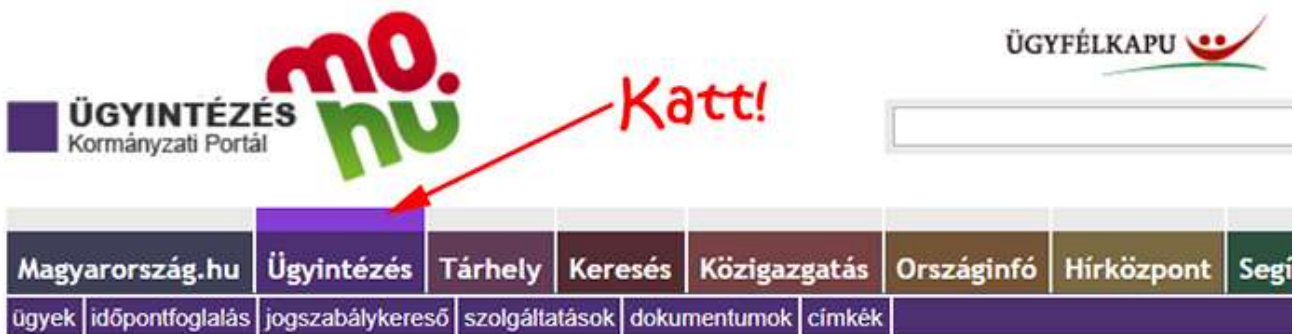 mo.
hu
ÜGYFÉLKAPU
Katt!
ÜGYINTÉZÉS
Kormányzati Portál
Magyarország.hu Ügyintézés Tárhely Keresés Közigazgatás Országinfó Hírközpont Segí
ügyek időpontfoglalás jogszabálykereső szolgáltatások dokumentumok címkék